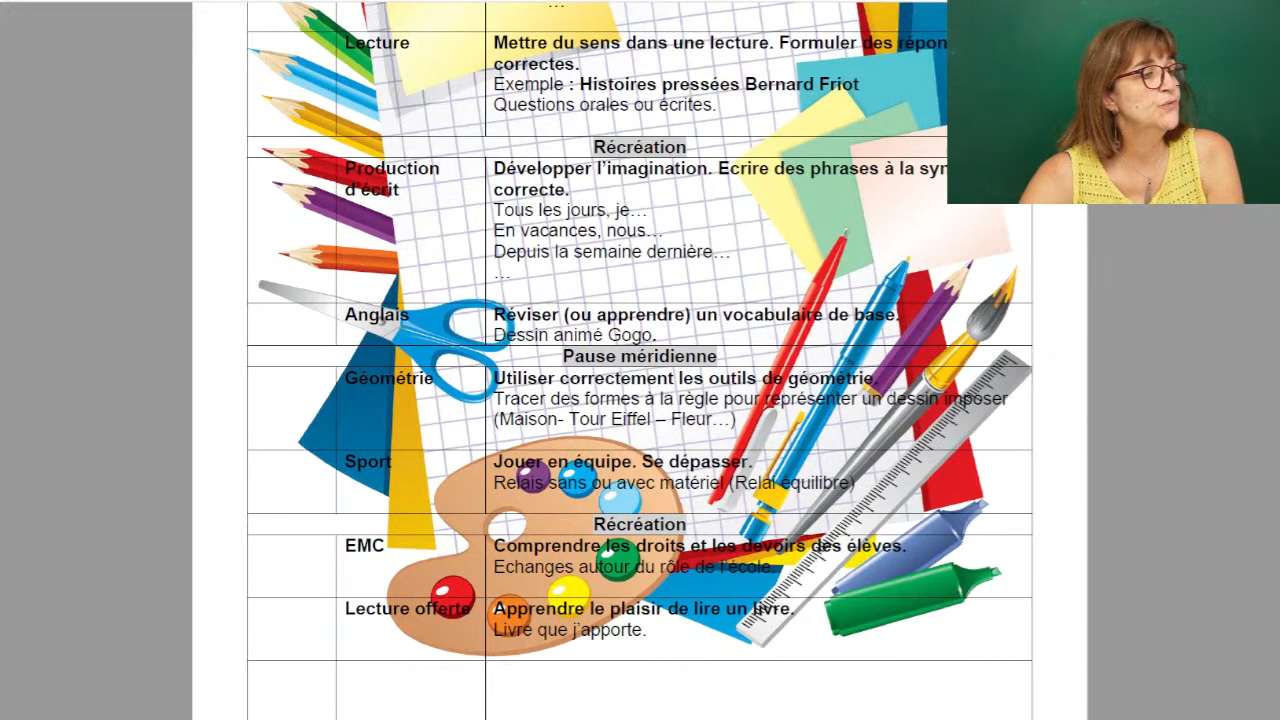 ...
Lecture
Mettre du sens dans une lecture. Formuler des répon
correctes.
Exemple : Histoires pressées Bernard Friot
Questions orales ou écrites.
Récréation
Production
d'écrit
Développer l'imagination. Ecrire des phrases à la syn
correcte.
Tous les jours, je…
En vacances, nous…
Depuis la semaine dernière…
…
Anglais
Réviser (ou apprendre) un vocabulaire de base.
Dessin animé Gogo.
Pause méridienne
Géométrie
Utiliser correctement les outils de géométrie.
Tracer des formes à la règle pour représenter un dessin imposer
(Maison- Tour Eiffel – Fleur…)
Sport
Jouer en équipe. Se dépasser.
Relais sans ou avec matériel (Relai équilibre)
Récréation
EMC
Comprendre les droits et les devoirs des élèves.
Echanges autour du rôle de l'école.
Lecture offerte
Apprendre le plaisir de lire un livre.
Livre que j'apporte.